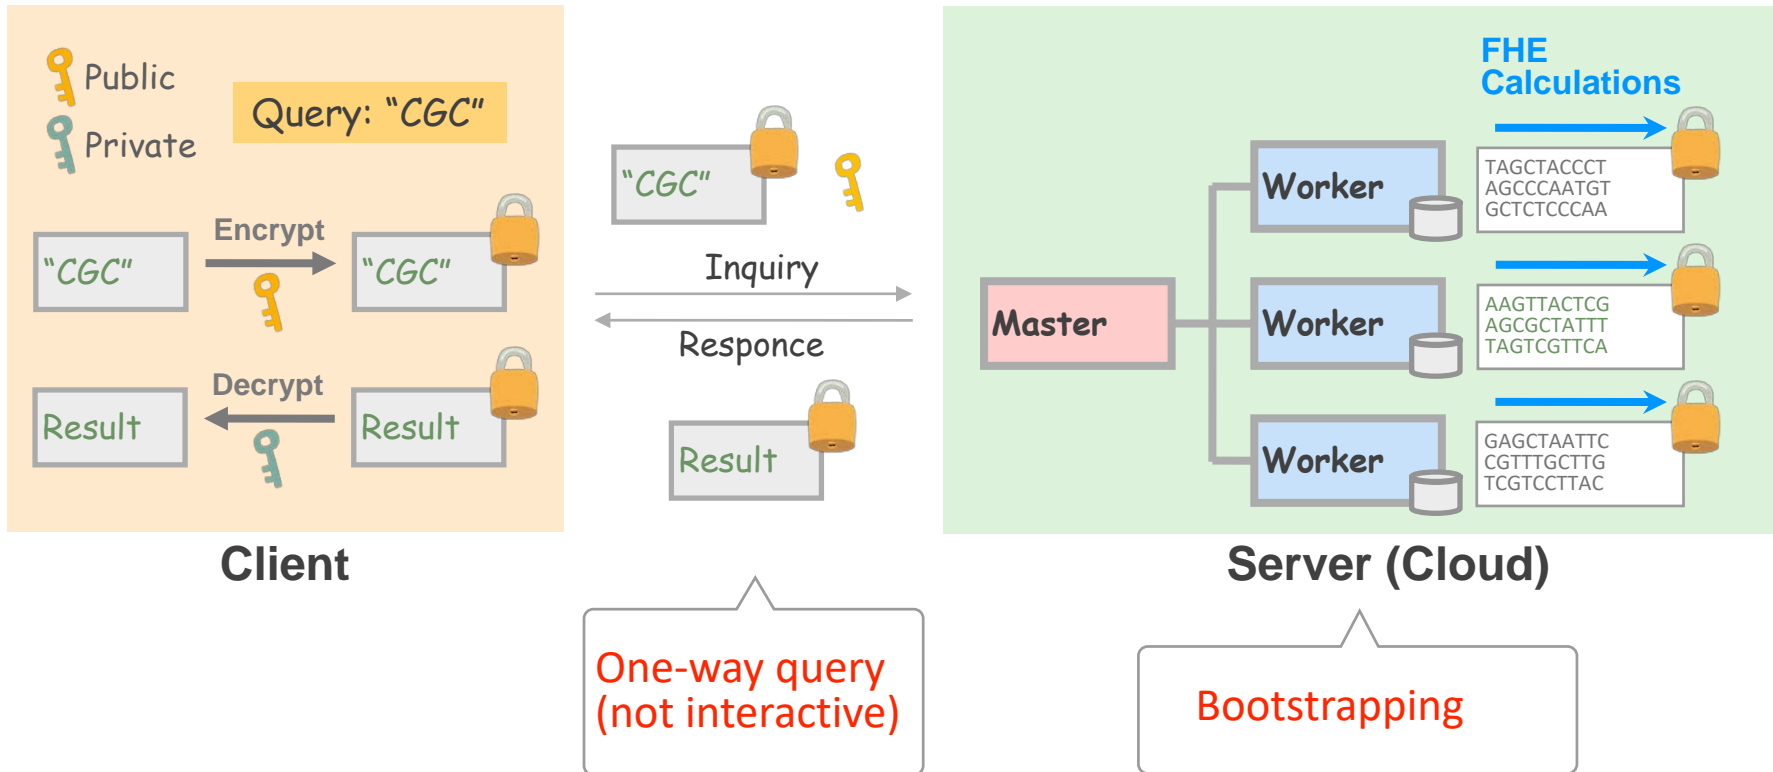 Public
Private
Query: “CGC”
Encrypt
“CGC”
“CGC”
Decrypt
Result
Result
Client
“CGC”
Inquiry
Responce
Result
One-way query
(not interactive)
FHE
Calculations
Master
Worker
TAGCTACCCT
AGCCCAATGT
GCTCTCCCAA
Worker
AAGTTACTCG
AGCGCTATTT
TAGTCGTTCA
Worker
GAGCTAATTC
CGTTTGCTTG
TCGTCCTTAC
Server (Cloud)
Bootstrapping